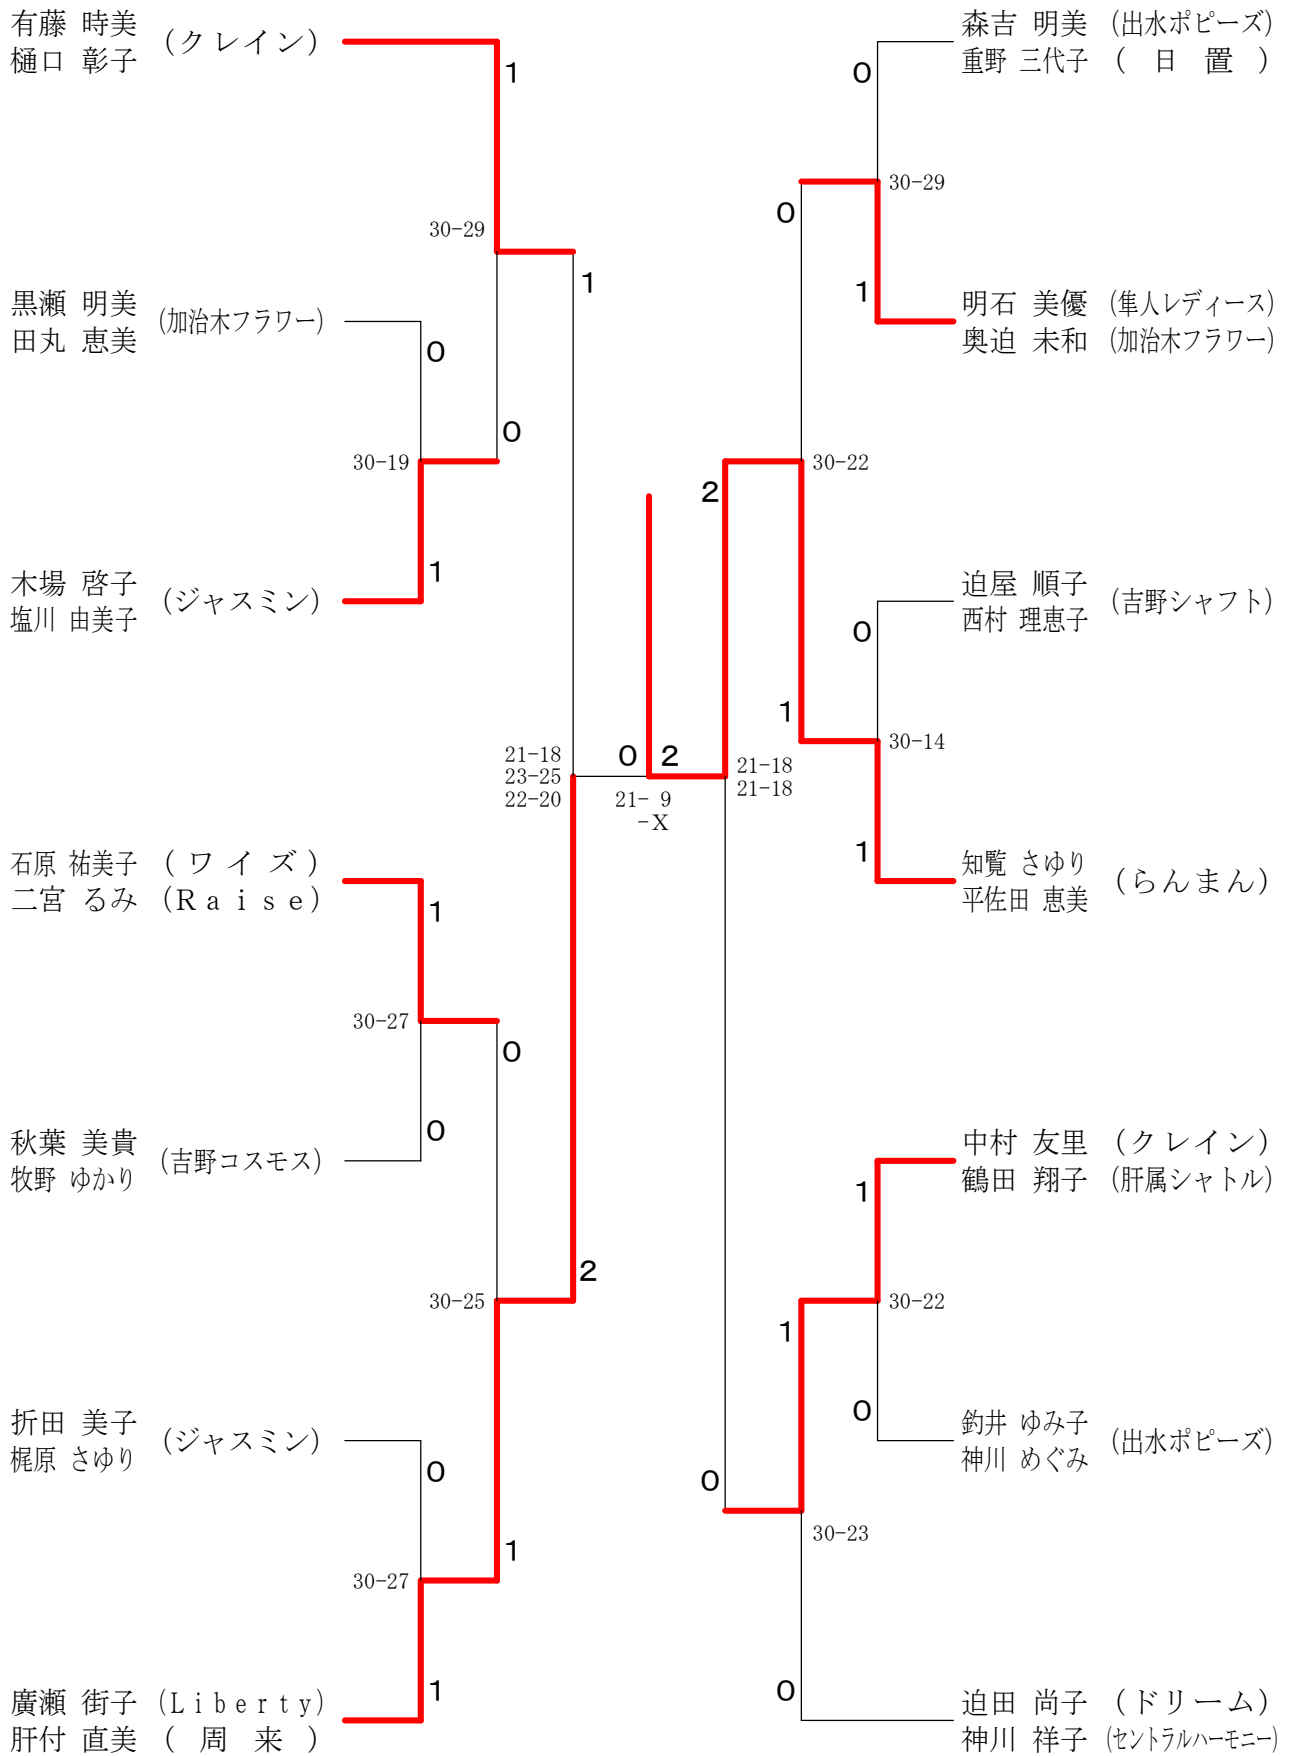 有藤 時美 (クレイン)
樋口 彰子
1
30-29
1
黒瀬 明美 (加治木フラワー)
田丸 恵美
0
0
30-19
1
木場 啓子 (ジャスミン)
塩川 由美子
21-18
23-25
22-20
0 2
21- 9
-X
石原 祐美子 (ワイズ)
二宮 るみ (Raise)
1
30-27
0
0
秋葉 美貴 (吉野コスモス)
牧野 ゆかり
2
30-25
折田 美子 (ジャスミン)
梶原 さゆり
0
1
30-27
1
廣瀬 街子 (Liberty)
肝付 直美 (周来)
森吉 明美 (出水ポピーズ)
重野 三代子 (日置)
0
30-29
0
1
明石 美優 (隼人レディース)
奥迫 未和 (加治木フラワー)
30-22
2
迫屋 順子 (吉野シャフト)
西村 理恵子
0
1
30-14
21-18
21-18
1
知覧 さゆり (らんまん)
平佐田 恵美
中村 友里 (クレイン)
鶴田 翔子 (肝属シャトル)
1
30-22
1
0
釣井 ゆみ子 (出水ポピーズ)
神川 めぐみ
0
30-23
0
迫田 尚子 (ドリーム)
神川 祥子 (セントラルハーモニー)